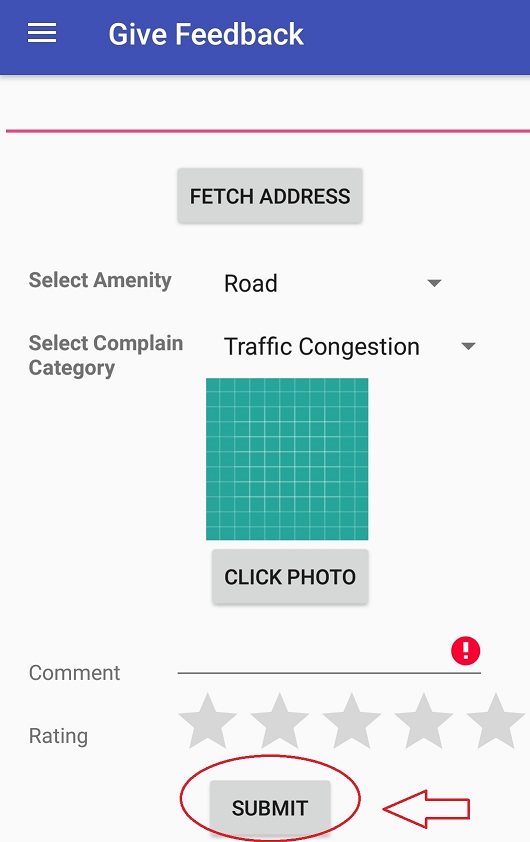 Give Feedback
FETCH ADDRESS
Select Amenity Road
Select Complain Traffic Congestion
Category
CLICK PHOTO
Comment
Rating
SUBMIT